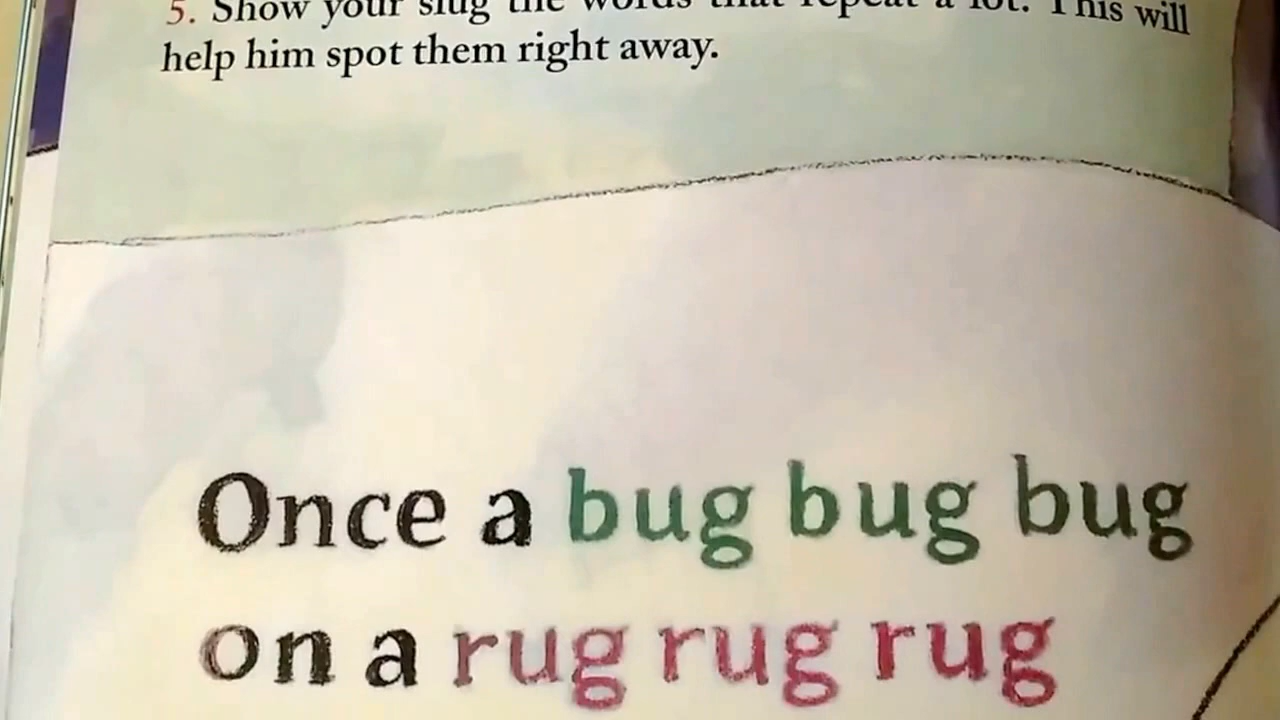 5. Show your slug the words that repeat a lot. This will
help him spot them right away.
Once a bug bug bug
on a rug rug rug